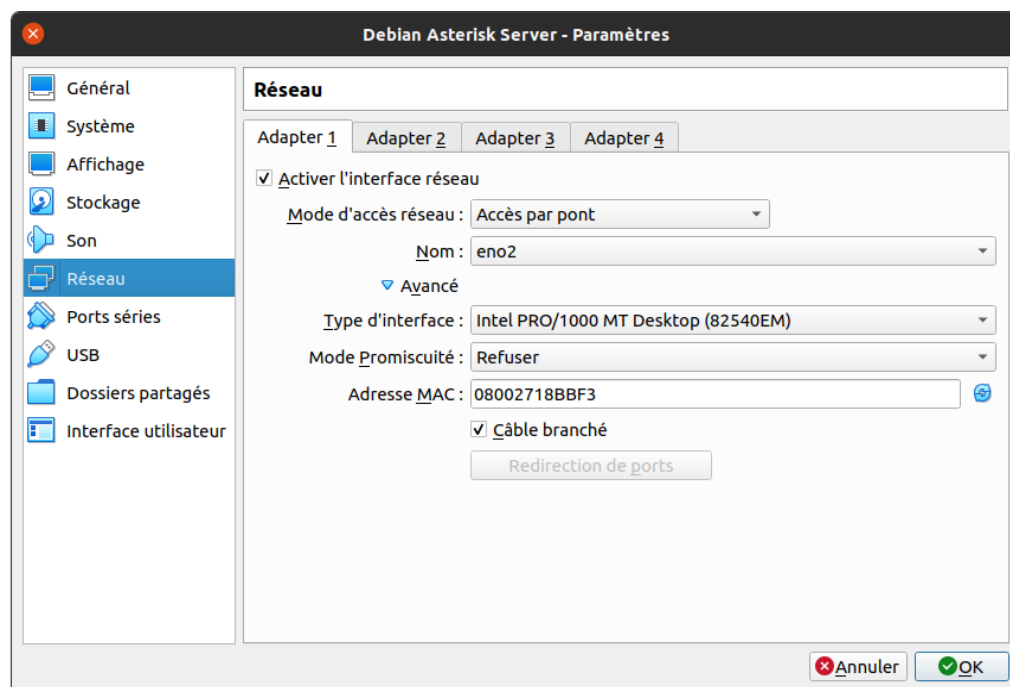 Debian Asterisk Server - Paramètres
Général
Système
Affichage
Stockage
Son
Réseau
Ports séries
USB
Dossiers partagés
Interface utilisateur
Réseau
Adapter 1 Adapter 2 Adapter 3 Adapter 4
Activer l'interface réseau
Mode d'accès réseau : Accès par pont
Nom : eno2
Avancé
Type d'interface : Intel PRO/1000 MT Desktop (82540EM)
Mode Promiscuité : Refuser
Adresse MAC : 08002718BBF3
Câble branché
Redirection de ports
Annuler OK